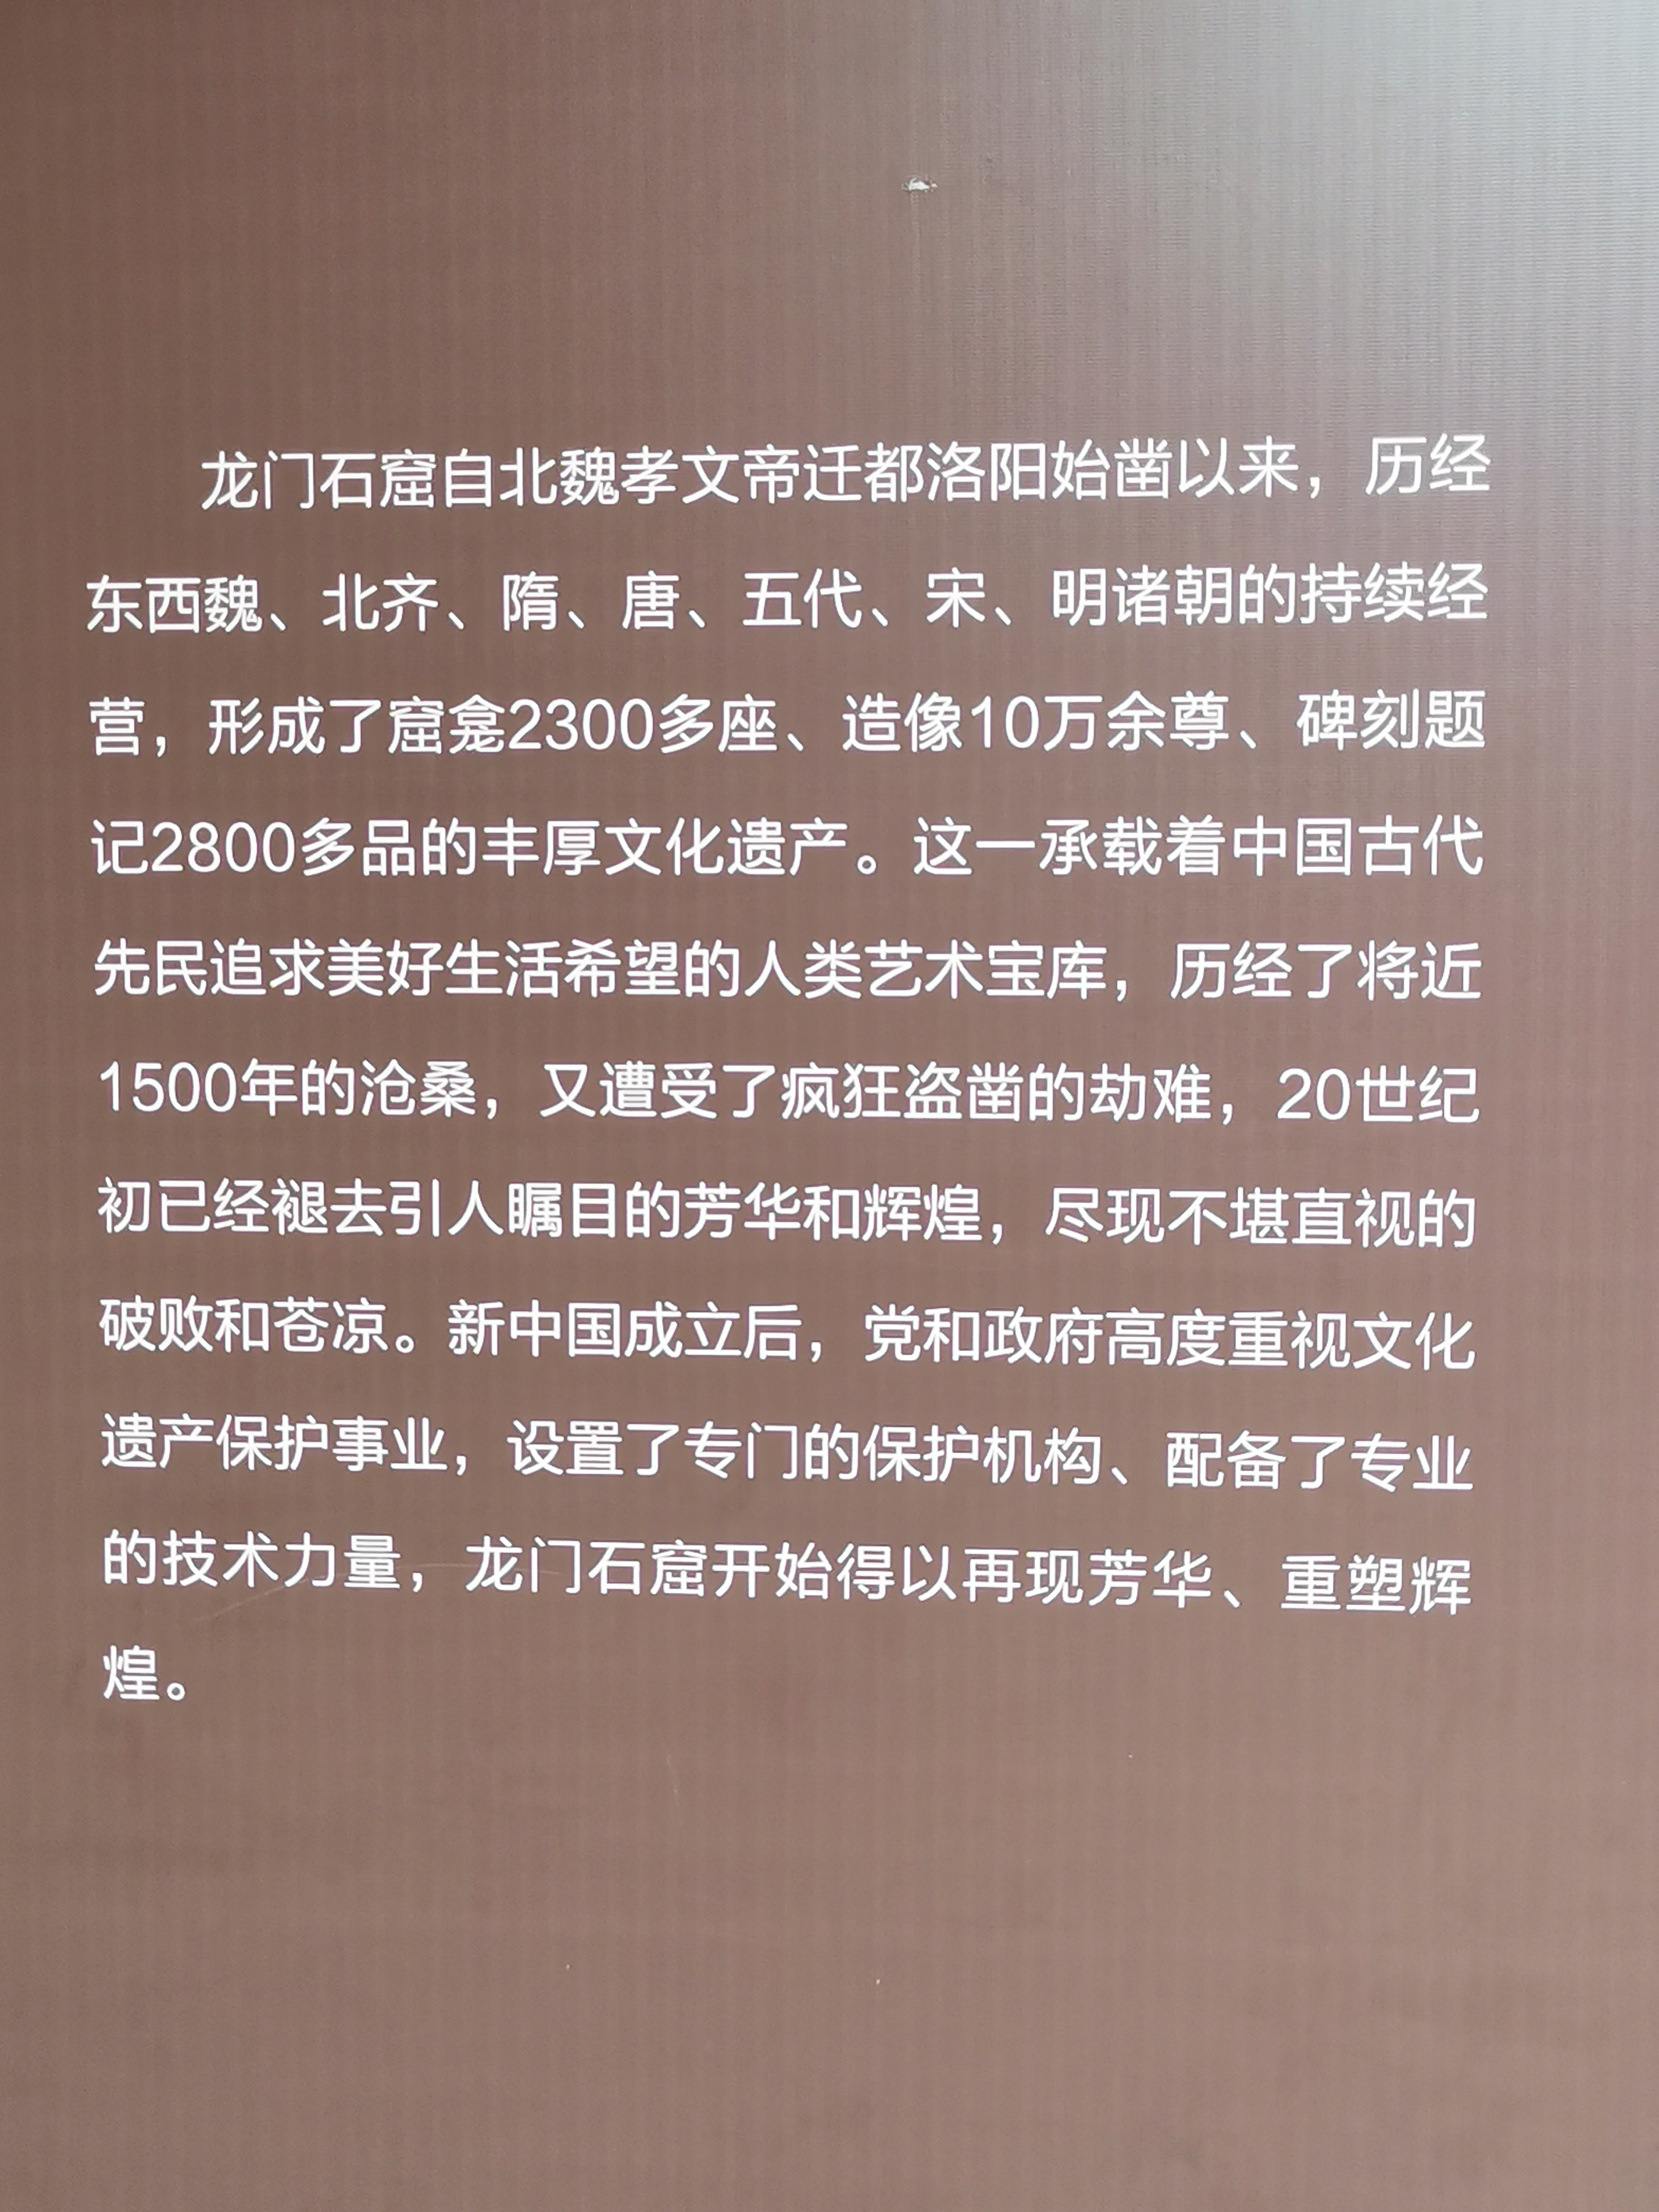 龙门石窟自北魏孝文帝迁都洛阳始凿以来，历经
东西魏、北齐、隋、唐、五代、宋、明诸朝的持续经
营，形成了窟龛2300多座、造像10万余尊、碑刻题
记2800多品的丰厚文化遗产。这一承载着中国古代
先民追求美好生活希望的人类艺术宝库，历经了将近
1500年的沧桑，又遭受了疯狂盗凿的劫难，20世纪
初已经褪去引人瞩目的芳华和辉煌，尽现不堪直视的
破败和苍凉。新中国成立后，党和政府高度重视文化
遗产保护事业，设置了专门的保护机构、配备了专业
的技术力量，龙门石窟开始得以再现芳华、重塑辉
煌。